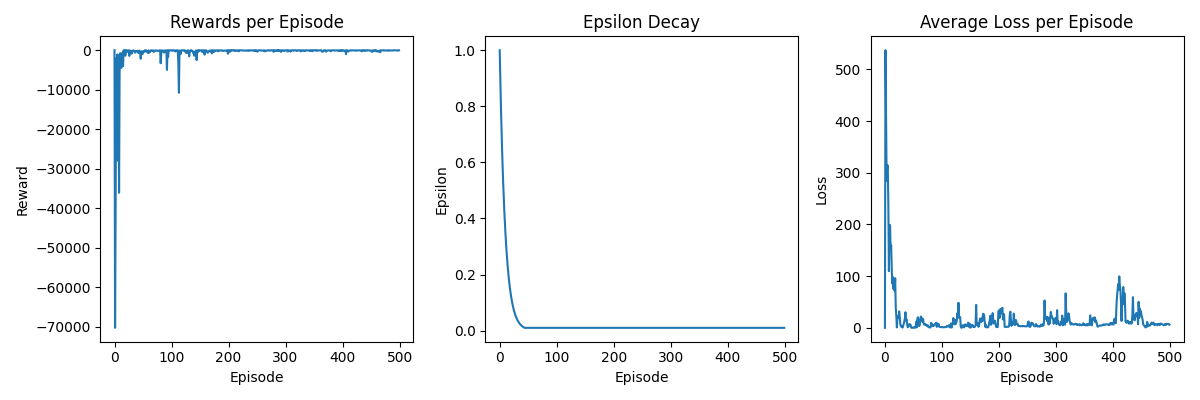 Rewards per Episode
0
−10000
−20000
−30000
−40000
−50000
−60000
−70000
Reward
0 100 200 300 400 500
Episode
Epsilon Decay
1.0
0.8
0.6
0.4
0.2
0.0
Epsilon
0 100 200 300 400 500
Episode
Average Loss per Episode
500
400
300
200
100
0
Loss
0 100 200 300 400 500
Episode